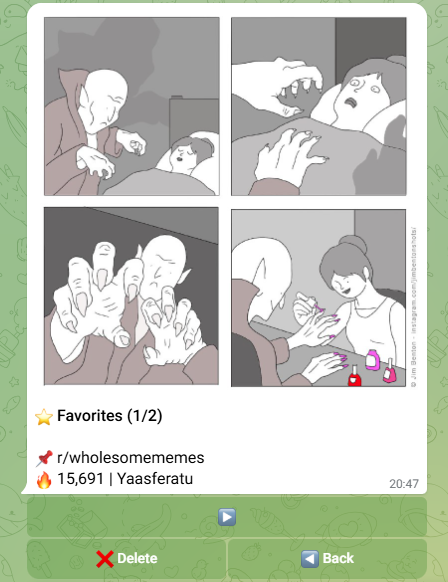 © Jim Benton - instagram.com/jimbentonshots/
⭐ Favorites (1/2)
📌 r/wholesomememes
🔥 15,691 | Yaasferatu
20:47
▶️
❌ Delete
◀️ Back